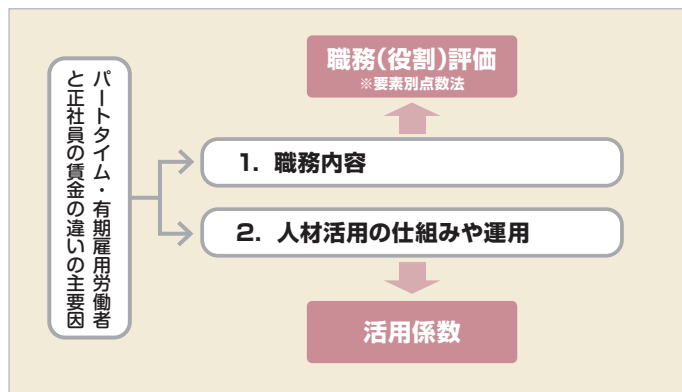 職務(役割)評価
※要素別点数法
パートタイム・有期雇用労働者
と正社員の賃金の違いの主要因
1. 職務内容
2. 人材活用の仕組みや運用
活用係数